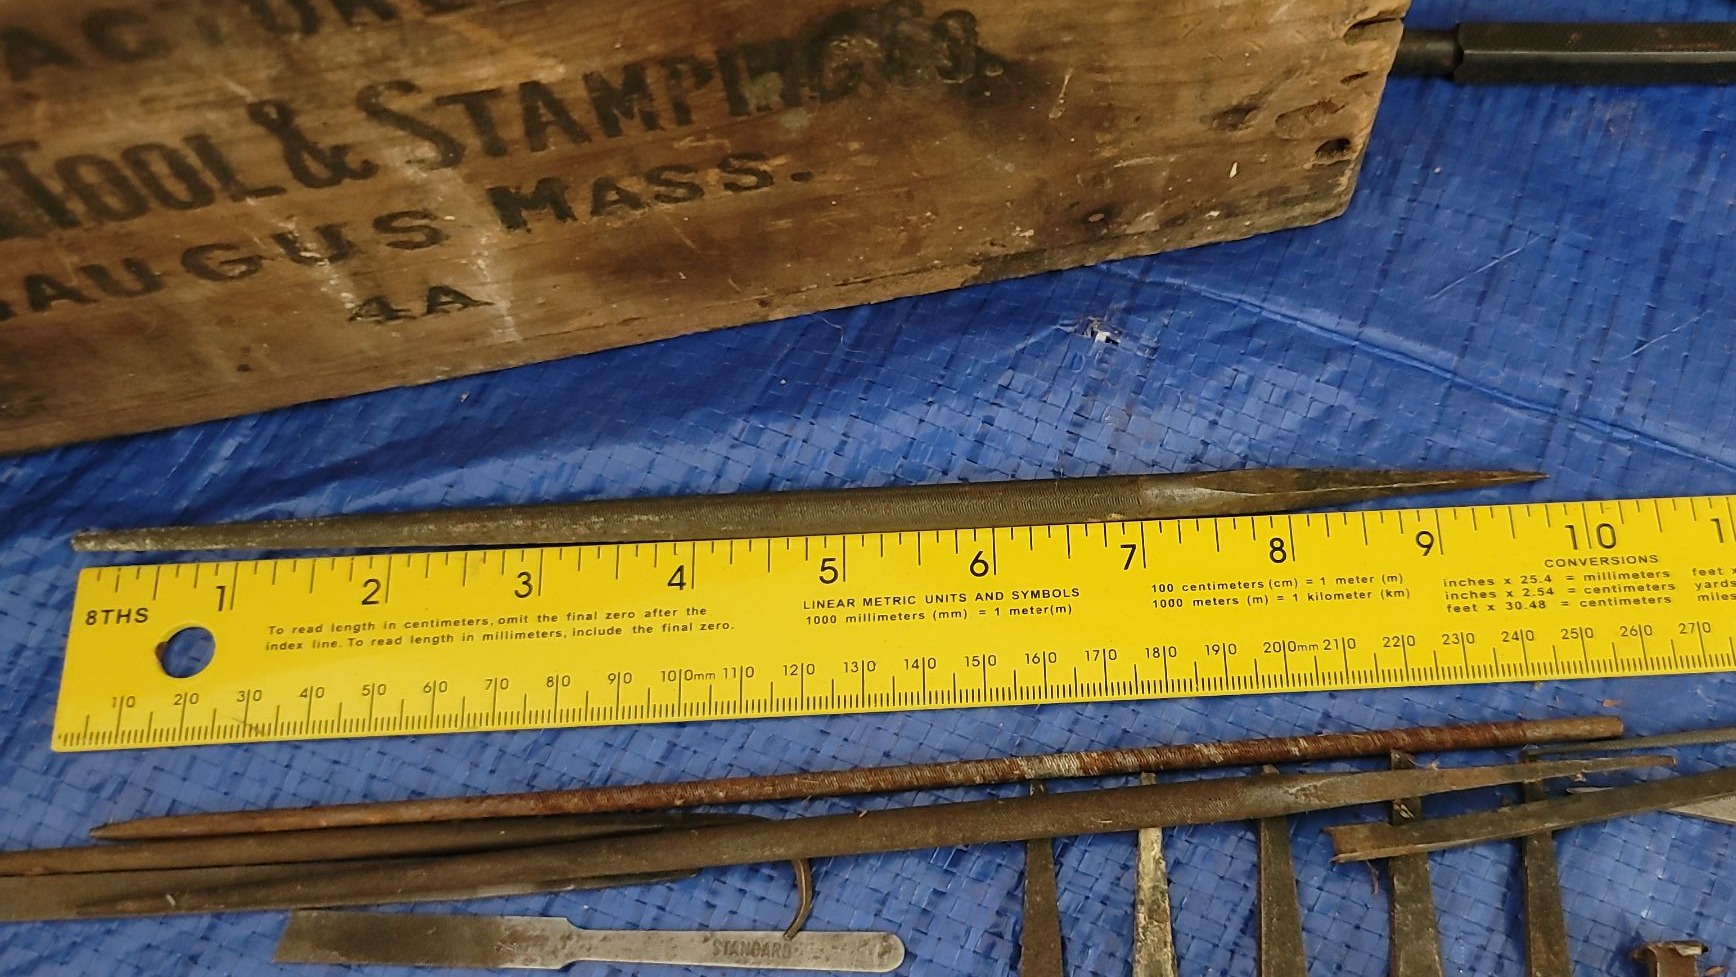 TOOL & STAMPING CO.
SAUGUS MASS.
4A
1 2 3 4 5 6 7 8 9 10 1
8THS
To read length in centimeters, omit the final zero after the
index line. To read length in millimeters, include the final zero.
LINEAR METRIC UNITS AND SYMBOLS
1000 millimeters (mm) = 1 meter(m)
100 centimeters (cm) = 1 meter (m)
1000 meters (m) = 1 kilometer (km)
CONVERSIONS
inches x 25.4 = millimeters
inches x 2.54 = centimeters
feet x 30.48 = centimeters
feet x
yards
miles
10 20 30 40 50 60 70 80 90 100mm 110 120 130 140 150 160 170 180 190 200mm 210 220 230 240 250 260 270
STANDARD